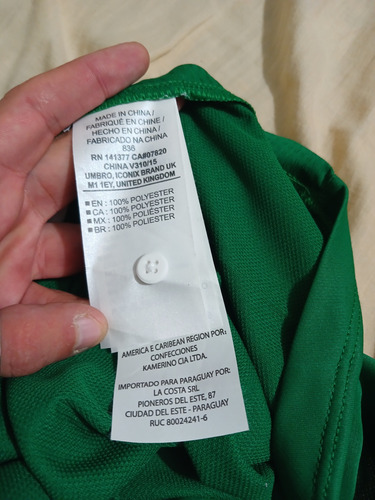 MADE IN CHINA /
FABRIQUÉ EN CHINE /
HECHO EN CHINA /
FABRICADO NA CHINA
836
RN 141377 CA#07820
CHINA V310/15
UMBRO, ICONIX BRAND UK
M1 1EY, UNITED KINGDOM
EN : 100% POLYESTER
CA : 100% POLYESTER
MX : 100% POLIÉSTER
BR : 100% POLIÉSTER
AMERICA E CARIBEAN REGION POR:
CONFECCIONES
KAMERINO CIA LTDA.
IMPORTADO PARA PARAGUAY POR:
LA COSTA SRL
PIONEROS DEL ESTE, 87
CIUDAD DEL ESTE - PARAGUAY
RUC 80024241-6